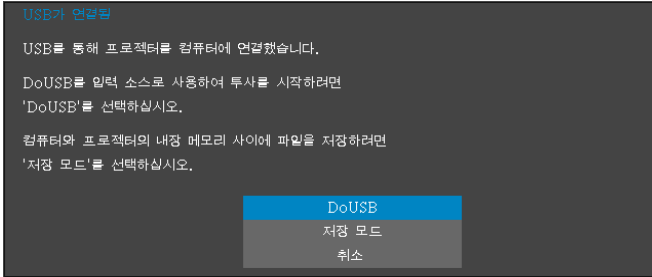 USB가 연결됨
USB를 통해 프로젝터를 컴퓨터에 연결했습니다.
DoUSB를 입력 소스로 사용하여 투사를 시작하려면
'DoUSB'를 선택하십시오.
컴퓨터와 프로젝터의 내장 메모리 사이에 파일을 저장하려면
'저장 모드'를 선택하십시오.
DoUSB
저장 모드
취소